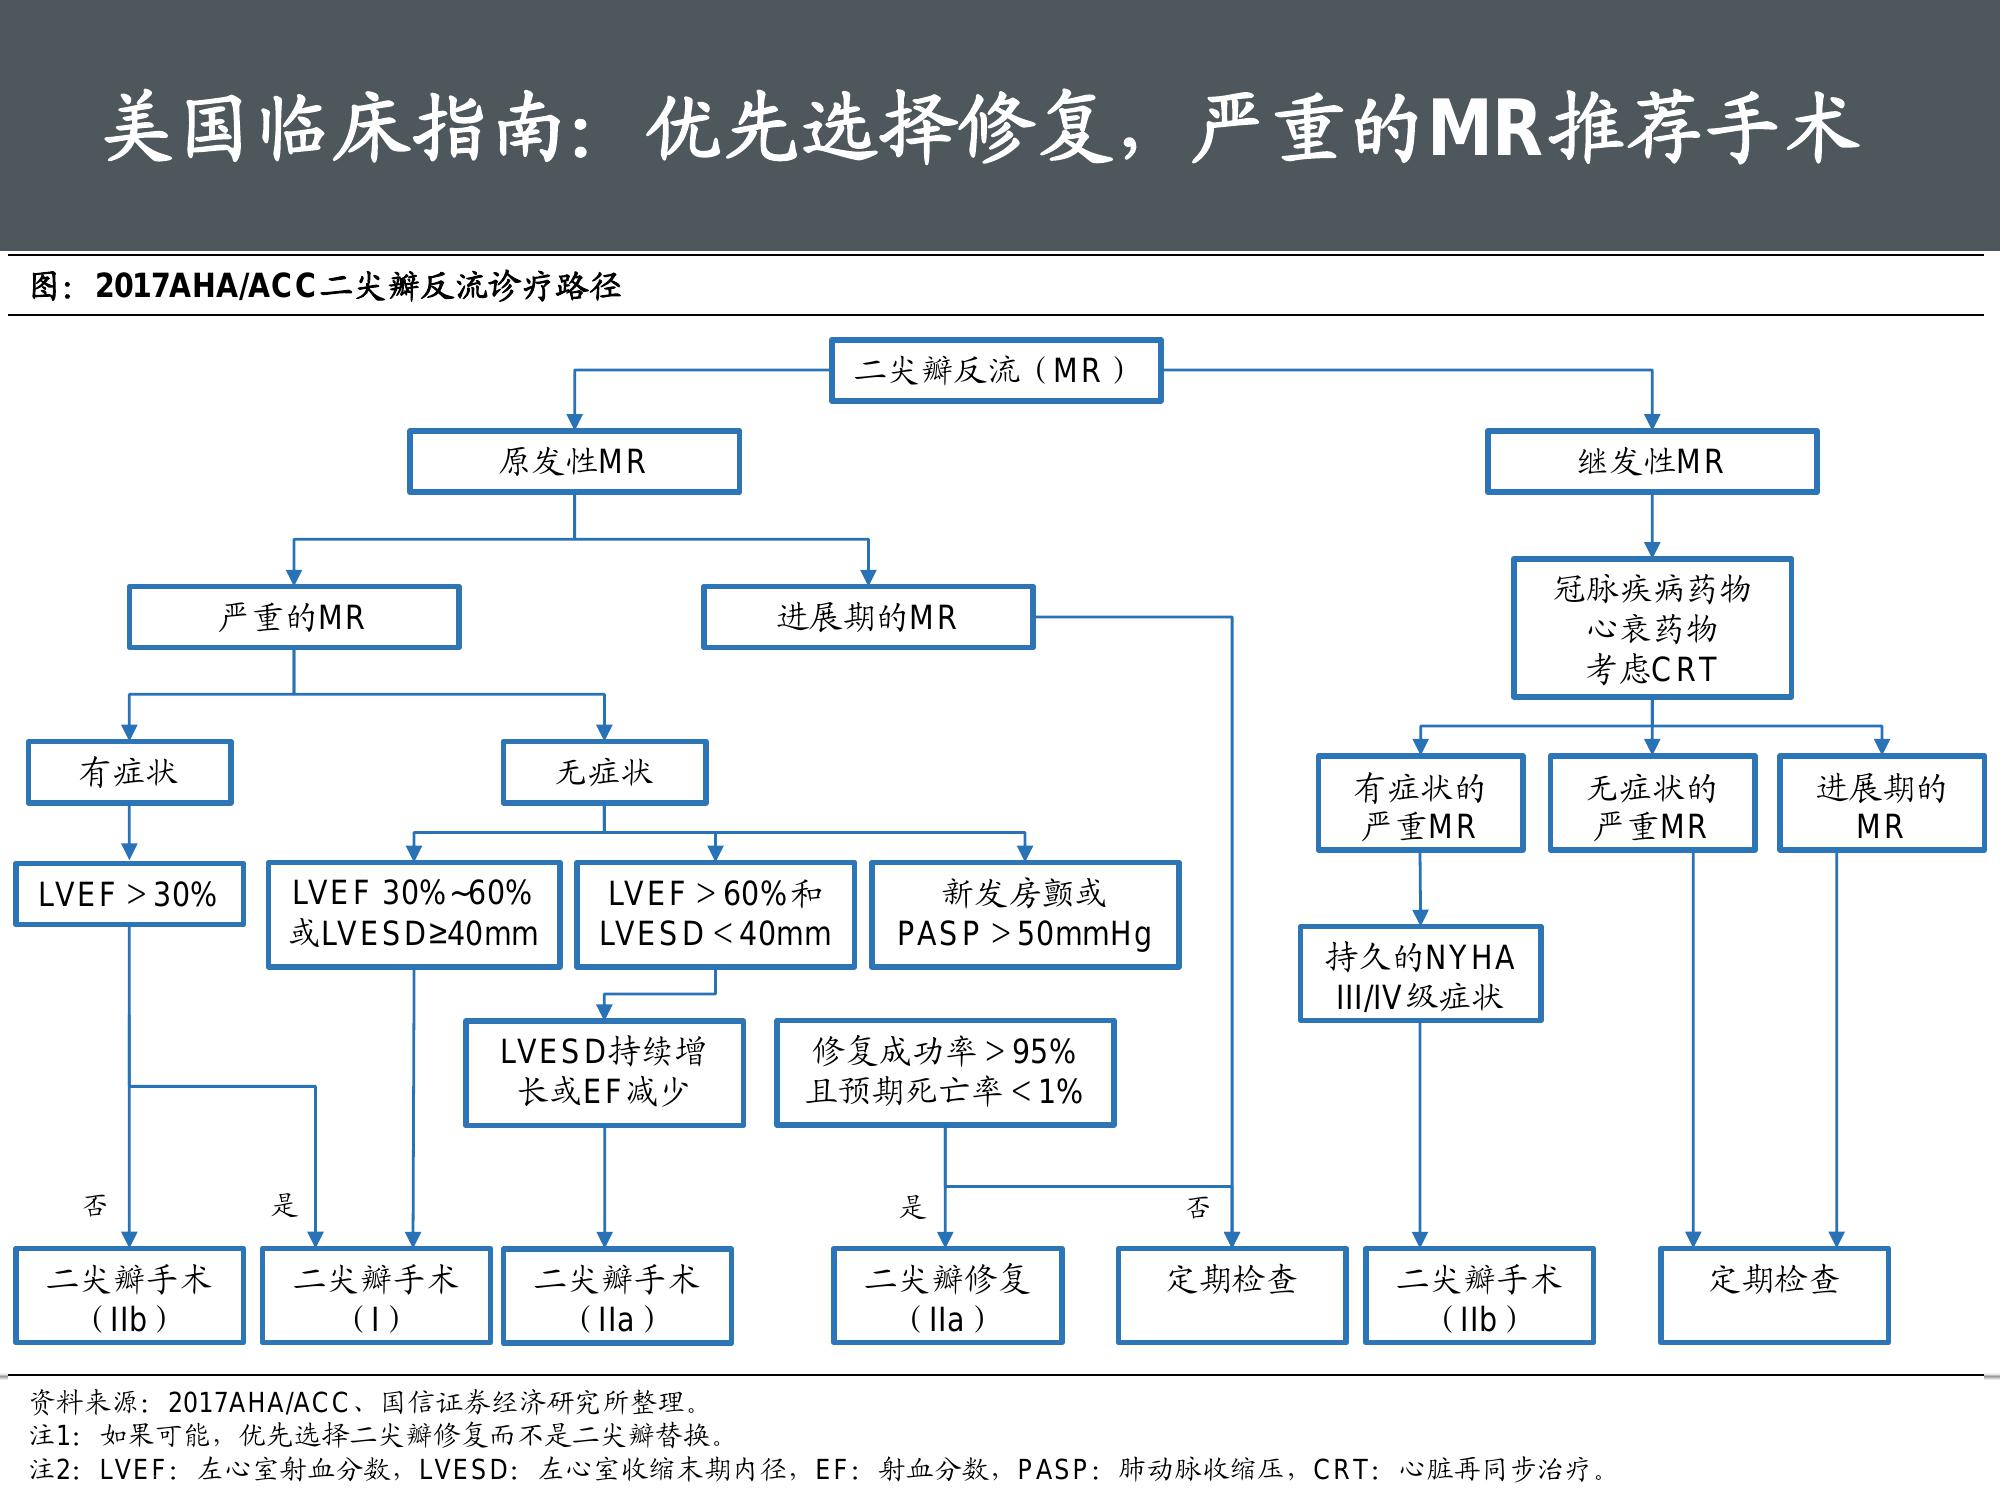 美国临床指南：优先选择修复，严重的MR推荐手术
图：2017AHA/ACC二尖瓣反流诊疗路径
二尖瓣反流（MR）
原发性MR
继发性MR
严重的MR
进展期的MR
冠脉疾病药物
心衰药物
考虑CRT
有症状
无症状
有症状的
严重MR
无症状的
严重MR
进展期的
MR
LVEF＞30%
LVEF 30%~60%
或LVESD≥40mm
LVEF＞60%和
LVESD＜40mm
新发房颤或
PASP＞50mmHg
持久的NYHA
III/IV级症状
LVESD持续增
长或EF减少
修复成功率＞95%
且预期死亡率＜1%
否
是
是
否
二尖瓣手术
（IIb）
二尖瓣手术
（I）
二尖瓣手术
（IIa）
二尖瓣修复
（IIa）
定期检查
二尖瓣手术
（IIb）
定期检查
资料来源：2017AHA/ACC、国信证券经济研究所整理。
注1：如果可能，优先选择二尖瓣修复而不是二尖瓣替换。
注2：LVEF：左心室射血分数，LVESD：左心室收缩末期内径，EF：射血分数，PASP：肺动脉收缩压，CRT：心脏再同步治疗。